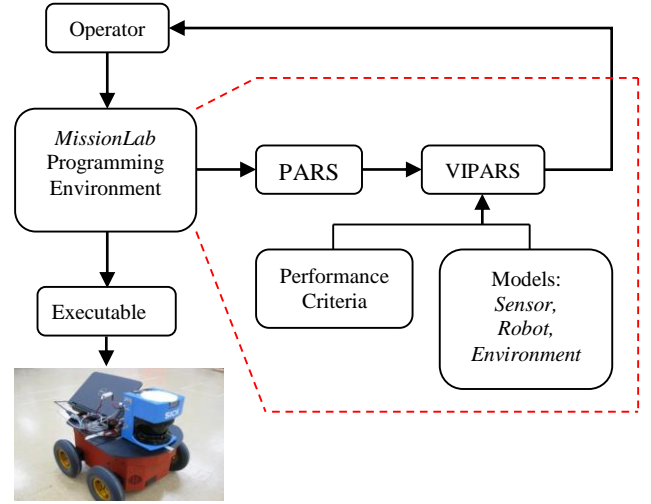 Operator
MissionLab
Programming
Environment
PARS
VIPARS
Performance
Criteria
Models:
Sensor,
Robot,
Environment
Executable
SICK